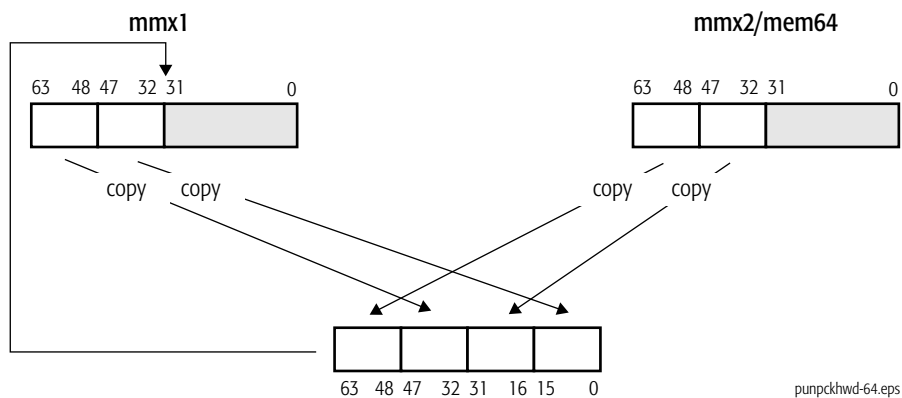 mmx1 mmx2/mem64
63 48 47 32 31 0 63 48 47 32 31 0
copy copy copy copy
63 48 47 32 31 16 15 0
punpckhwd-64.eps